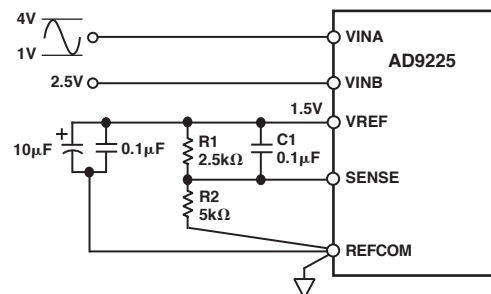 4V
1V
VINA
AD9225
2.5V
VINB
1.5V
VREF
10μF
+
0.1μF
R1
2.5kΩ
C1
0.1μF
SENSE
R2
5kΩ
REFCOM